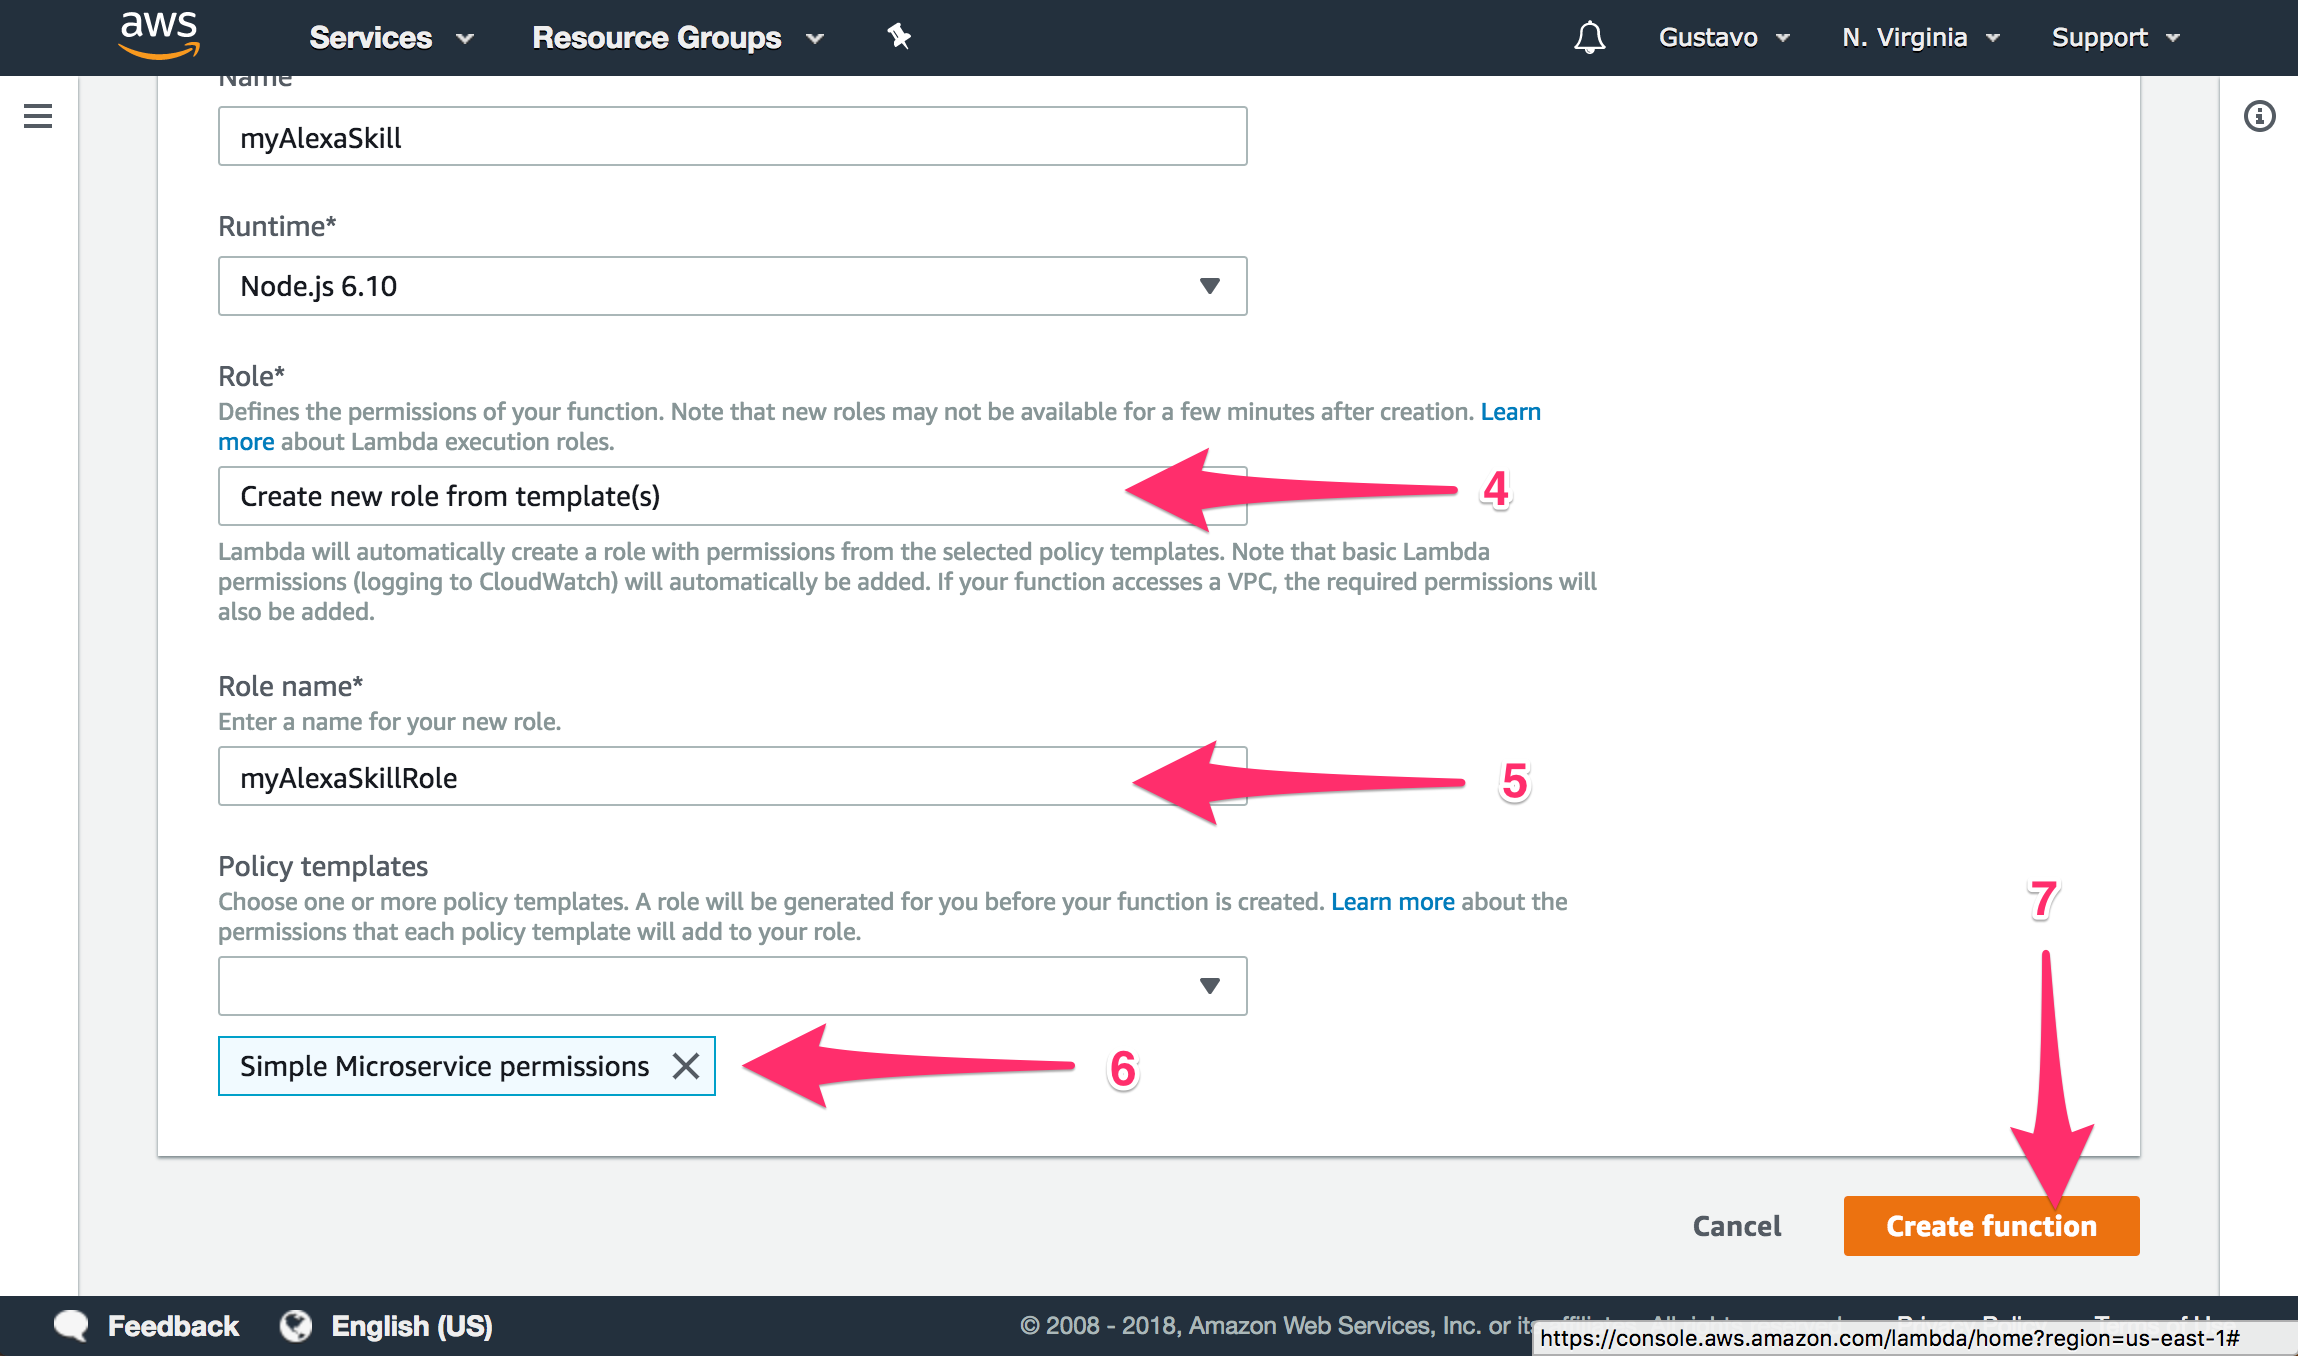 aws Services Resource Groups Gustavo N. Virginia Support
Name
myAlexaSkill
Runtime*
Node.js 6.10
Role*
Defines the permissions of your function. Note that new roles may not be available for a few minutes after creation. Learn
more about Lambda execution roles.
Create new role from template(s)
4
Lambda will automatically create a role with permissions from the selected policy templates. Note that basic Lambda
permissions (logging to CloudWatch) will automatically be added. If your function accesses a VPC, the required permissions will
also be added.
Role name*
Enter a name for your new role.
myAlexaSkillRole
5
Policy templates
Choose one or more policy templates. A role will be generated for you before your function is created. Learn more about the
permissions that each policy template will add to your role.
7
Simple Microservice permissions
6
Cancel Create function
Feedback English (US) © 2008 - 2018, Amazon Web Services, Inc. or its
https://console.aws.amazon.com/lambda/home?region=us-east-1#